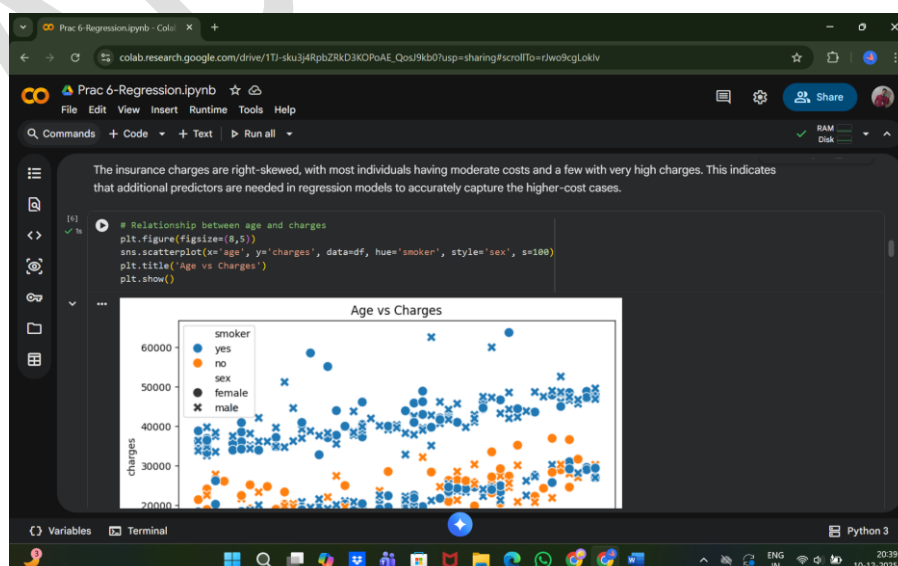 Prac 6-Regression.ipynb - Colab
colab.research.google.com/drive/1TJ-sku3j4RpbZRkD3KOPoAE_QosJ9kb0?usp=sharing#scrollTo=rJwo9cgLokIv
Prac 6-Regression.ipynb
File Edit View Insert Runtime Tools Help
Share
Commands + Code + Text Run all
RAM
Disk
The insurance charges are right-skewed, with most individuals having moderate costs and a few with very high charges. This indicates
that additional predictors are needed in regression models to accurately capture the higher-cost cases.
[6]
1s
# Relationship between age and charges
plt.figure(figsize=(8,5))
sns.scatterplot(x='age', y='charges', data=df, hue='smoker', style='sex', s=100)
plt.title('Age vs Charges')
plt.show()
Age vs Charges
smoker
yes
no
sex
female
male
60000
50000
40000
30000
20000
charges
Variables Terminal
Python 3
3
ENG
IN
20:39
10-12-2025